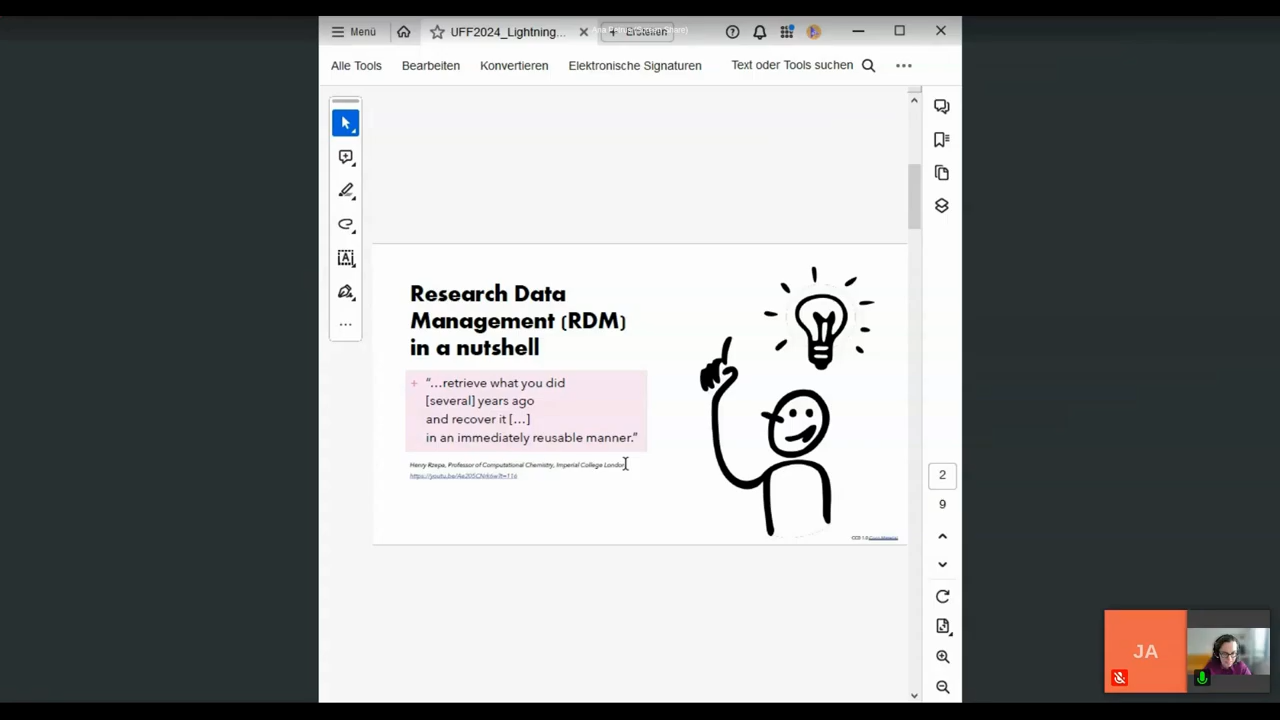 Menü
UFF2024_Lightning...
+ Erstellen
Alle Tools
Bearbeiten
Konvertieren
Elektronische Signaturen
Text oder Tools suchen
Research Data
Management (RDM)
in a nutshell
+ "...retrieve what you did
[several] years ago
and recover it [...]
in an immediately reusable manner."
Henry Rzepa, Professor of Computational Chemistry, Imperial College London
2
9
JA